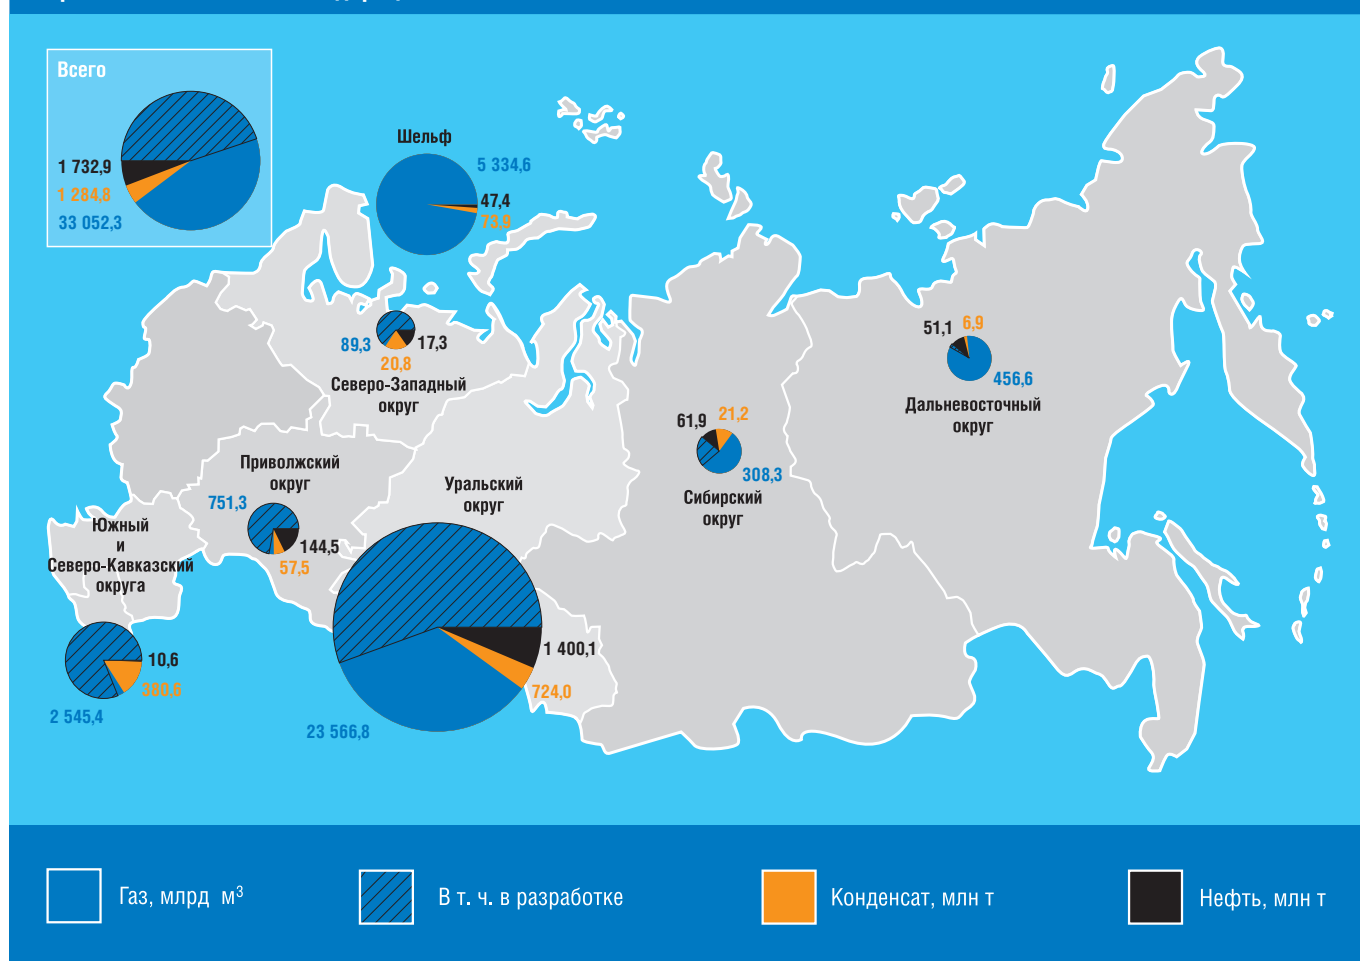 Всего
1 732,9
1 284,8
33 052,3
Шельф
5 334,6
47,4
73,9
89,3
17,3
20,8
Северо-Западный
округ
51,1
6,9
456,6
Дальневосточный
округ
61,9
21,2
308,3
Сибирский
округ
Приволжский
округ
751,3
144,5
57,5
Уральский
округ
1 400,1
724,0
23 566,8
Южный
и
Северо-Кавказский
округа
10,6
380,6
2 545,4
Газ, млрд м³
В т. ч. в разработке
Конденсат, млн т
Нефть, млн т